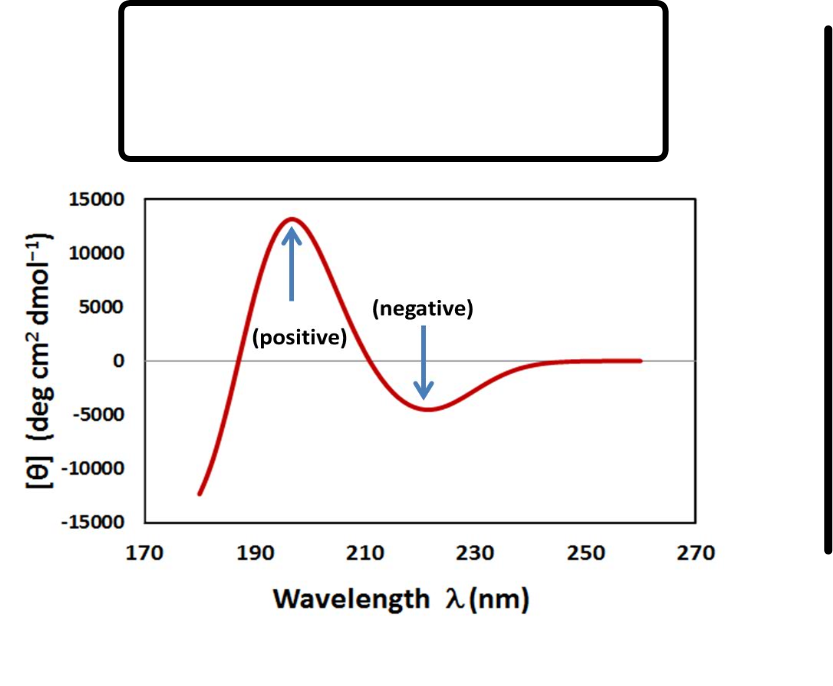 15000
10000
5000
0
-5000
-10000
-15000
[θ] (deg cm² dmol⁻¹)
(positive)
(negative)
170 190 210 230 250 270
Wavelength λ (nm)